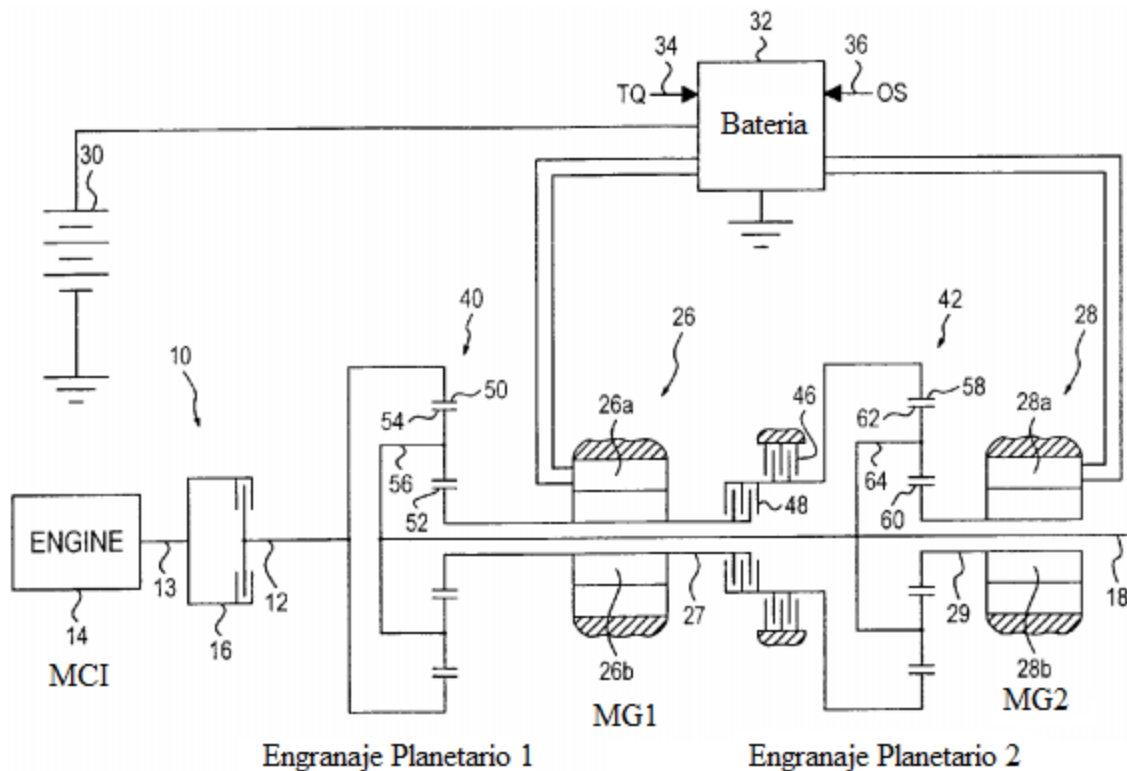 32
34
36
TQ
OS
Bateria
30
40
26
42
28
10
50
54
26a
46
58
62
28a
56
64
52
48
60
ENGINE
13
12
27
29
18
14
16
26b
28b
MCI
MG1
MG2
Engranaje Planetario 1
Engranaje Planetario 2